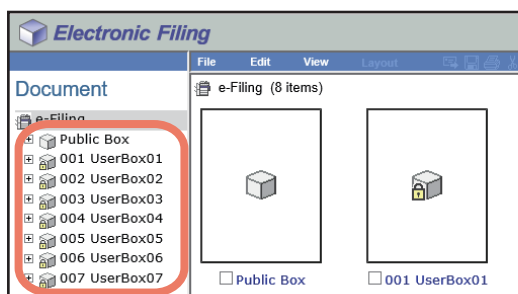 Electronic Filing
File Edit View Layout
Document
e-Filing (8 items)
e-Filing
Public Box
001 UserBox01
002 UserBox02
003 UserBox03
004 UserBox04
005 UserBox05
006 UserBox06
007 UserBox07
Public Box
001 UserBox01